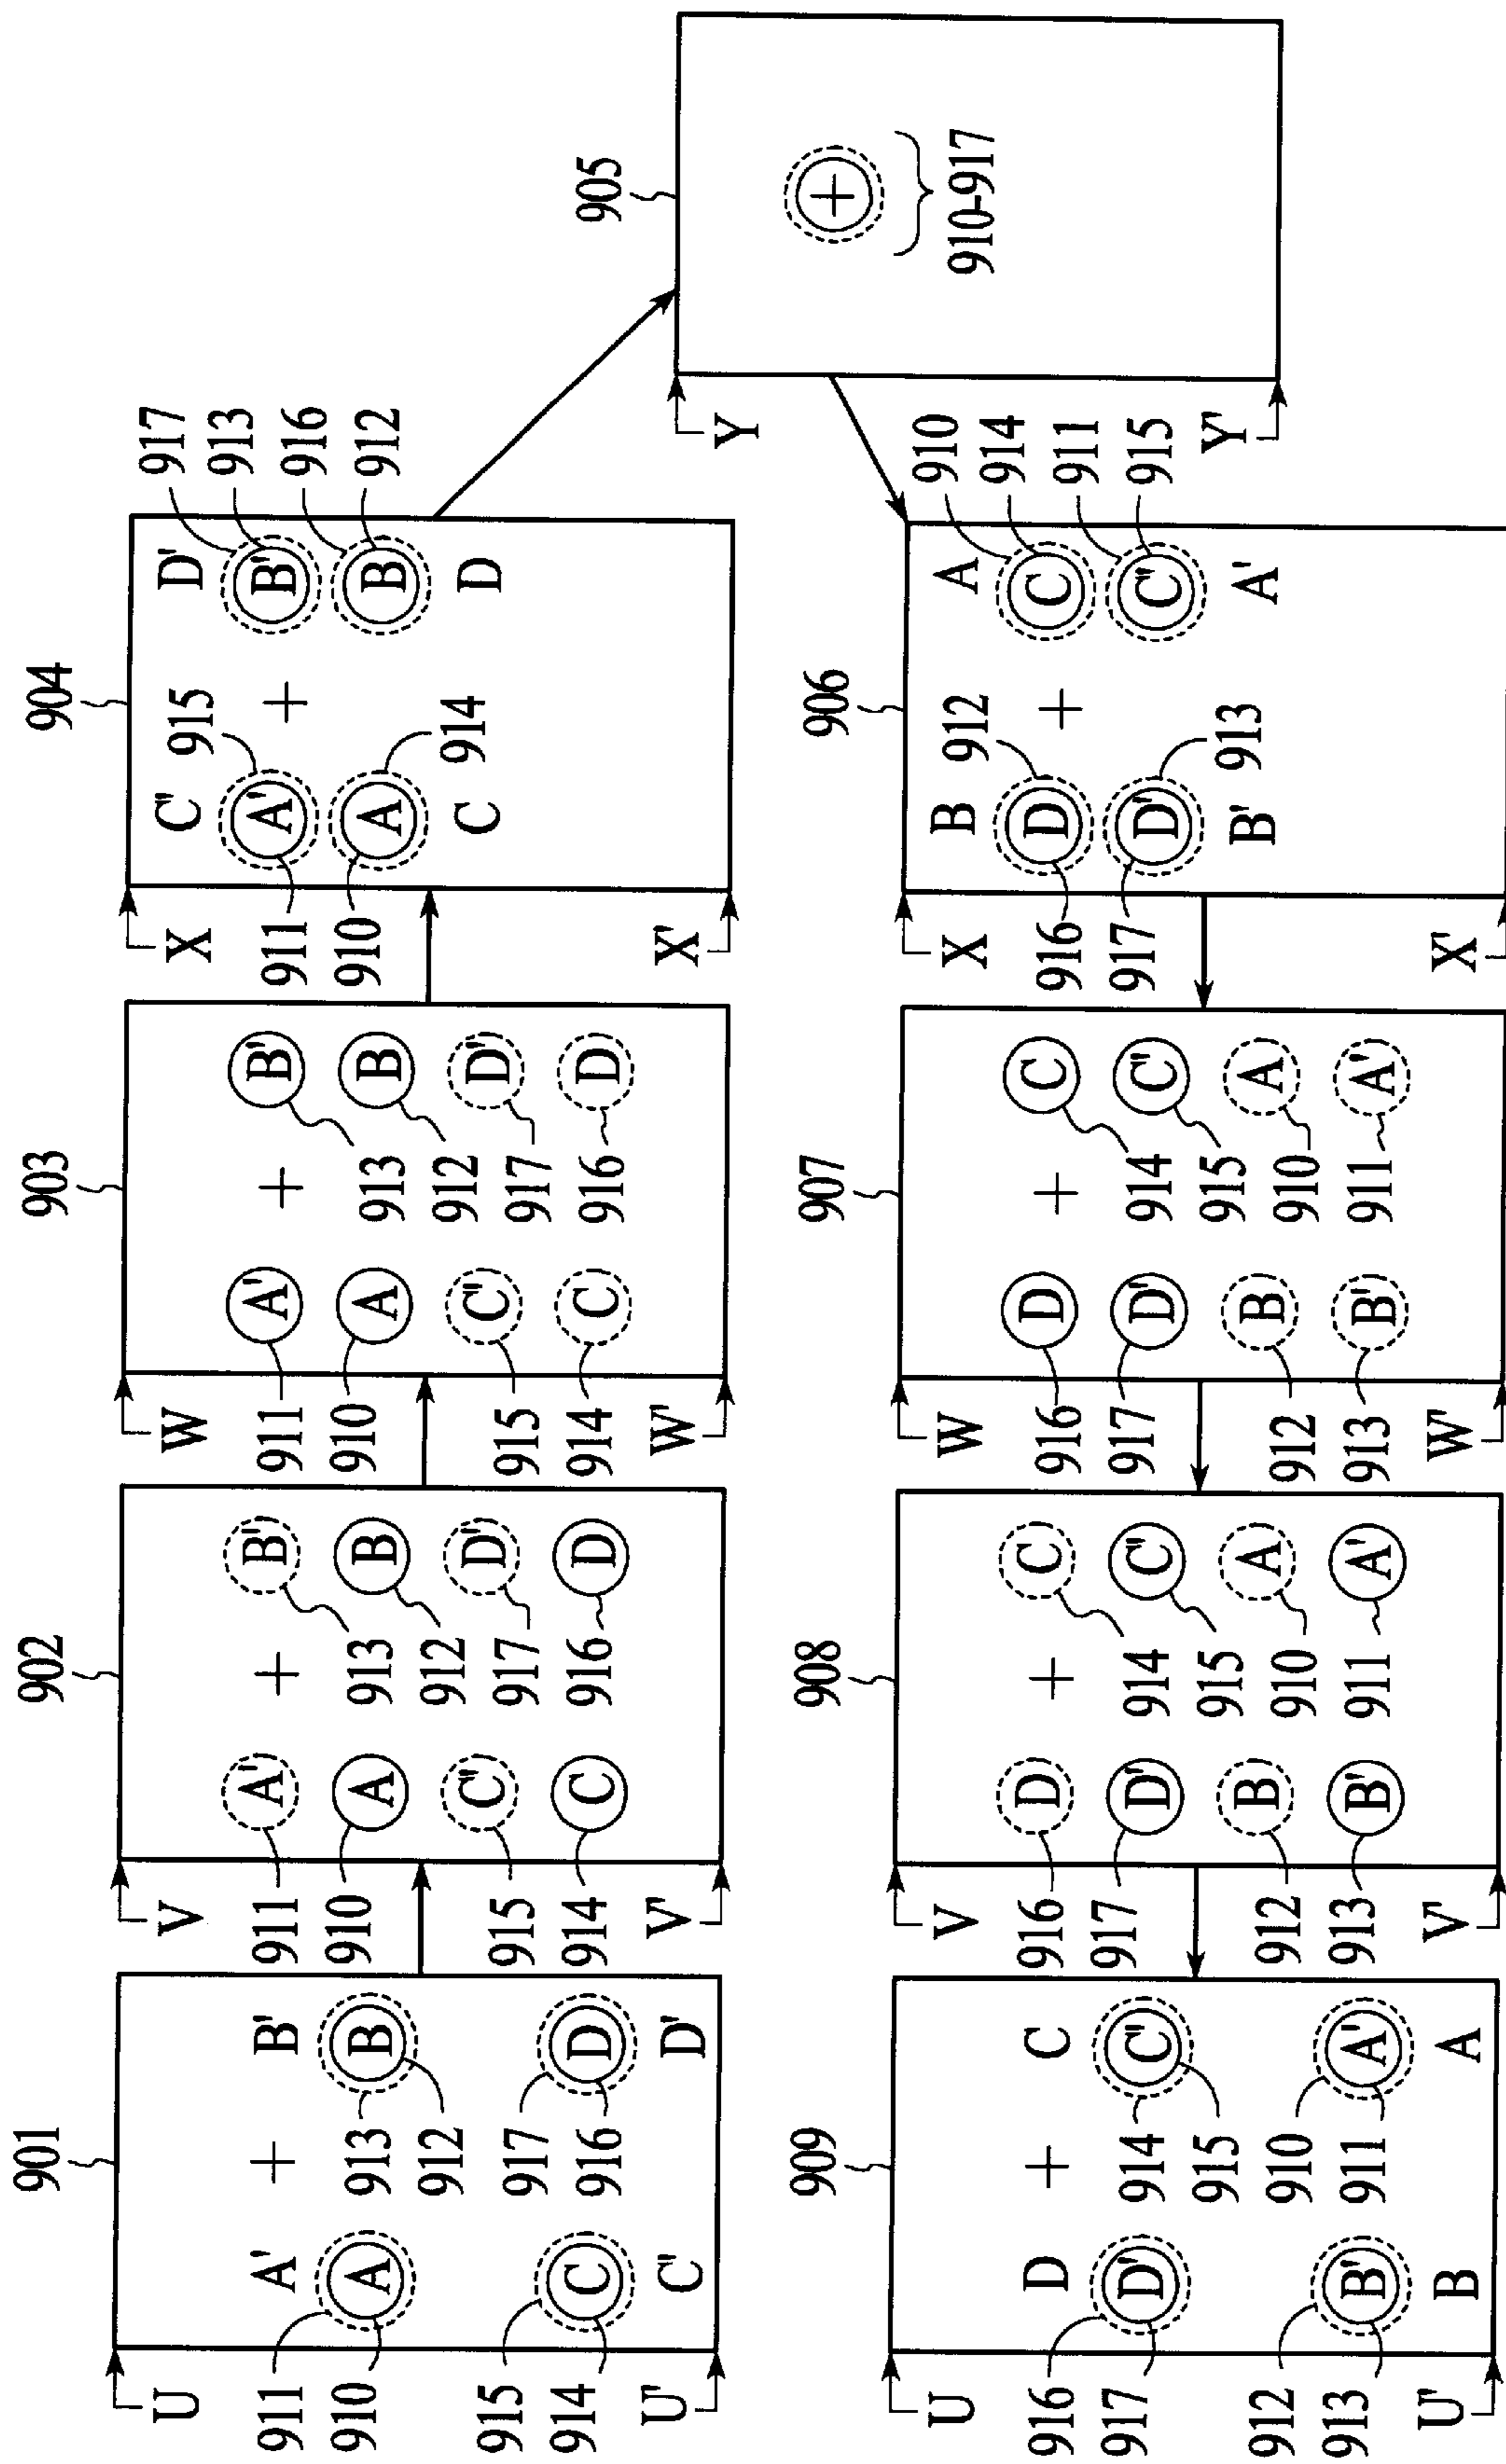 901
U
A' B'
911 A 913 B
910 912
915 C 917 D
914 916
C' D'
U'
902
V
911 A' B'
910 A 913 B
912
915 C' 917 D'
914 C 916 D
V'
903
W
911 A' B'
910 A 913 B
912
915 C' 917 D'
914 C 916 D
W'
904
X
C' 915 D' 917
911 A' B' 913
910 A B 916
912
C 914 D
X'
905
Y
910-917
Y'
906
X
B 912 A 910
916 D C 914
917 D' C' 911
915
B' 913 A'
X'
907
W
D C
916 914
917 D' 915 C'
912 B 910 A
913 B' 911 A'
W'
908
V
D C
916 914
917 D' 915 C'
912 B 910 A
913 B' 911 A'
V'
909
U
D C
916 D' 914 C'
917 915
912 B' 910 A'
913 911
B A
U'